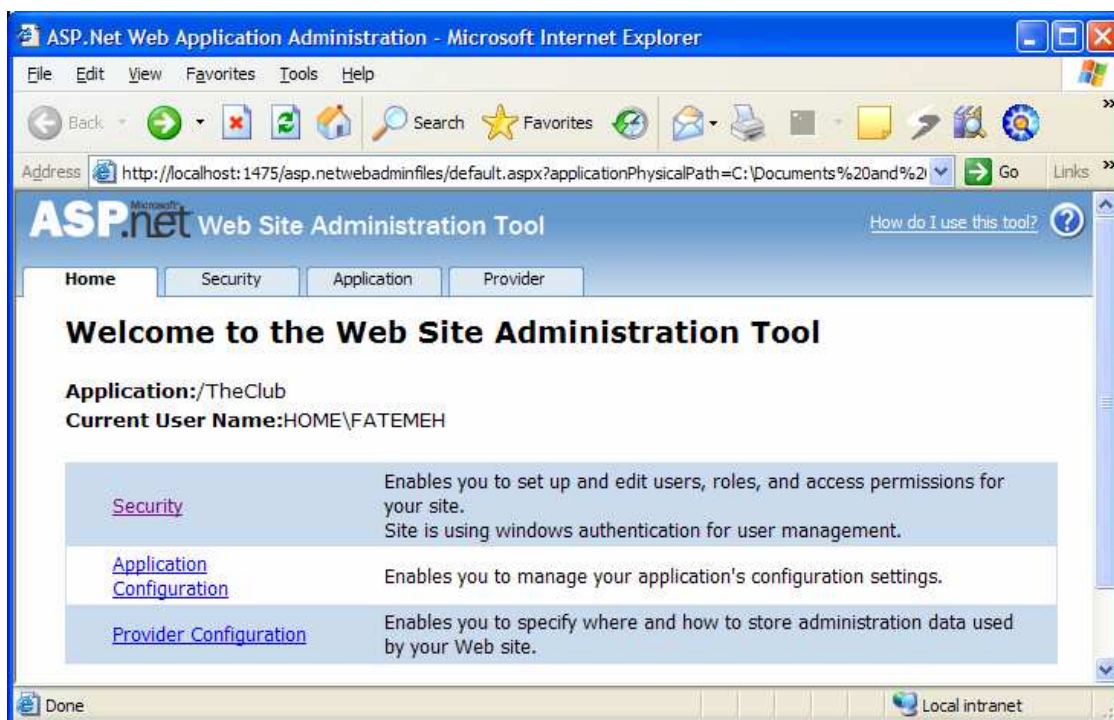 ASP.Net Web Application Administration - Microsoft Internet Explorer
File Edit View Favorites Tools Help
Back Search Favorites
Address http://localhost:1475/asp.netwebadminfiles/default.aspx?applicationPhysicalPath=C:\Documents%20and%2 Go Links
Microsoft
ASP.net Web Site Administration Tool How do I use this tool?
Home Security Application Provider
Welcome to the Web Site Administration Tool
Application:/TheClub
Current User Name:HOME\FATEMEH
Security
Enables you to set up and edit users, roles, and access permissions for
your site.
Site is using windows authentication for user management.
Application
Configuration
Enables you to manage your application's configuration settings.
Provider Configuration
Enables you to specify where and how to store administration data used
by your Web site.
Done Local intranet